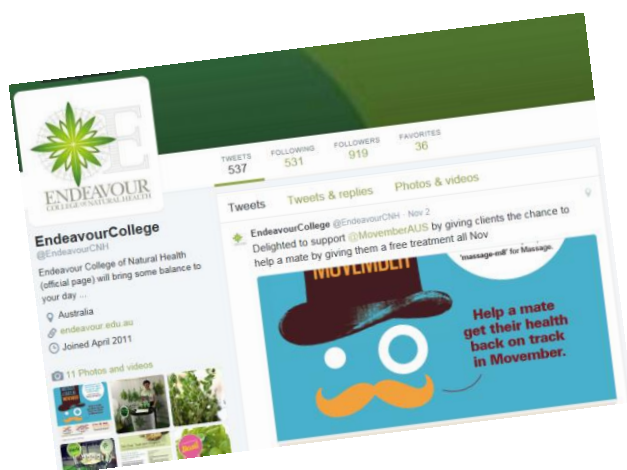 E
ENDEAVOUR
COLLEGE OF NATURAL HEALTH
TWEETS
537
FOLLOWING
531
FOLLOWERS
919
FAVORITES
36
EndeavourCollege
@EndeavourCNH
Endeavour College of Natural Health
(official page) will bring some balance to
your day ...
Australia
endeavour.edu.au
Joined April 2011
11 Photos and videos
Tweets
Tweets & replies
Photos & videos
EndeavourCollege @EndeavourCNH · Nov 2
Delighted to support @MovemberAUS by giving clients the chance to
help a mate by giving them a free treatment all Nov
MOVEMBER
'massage-mll' for Massage.
Help a mate
get their health
back on track
in Movember.